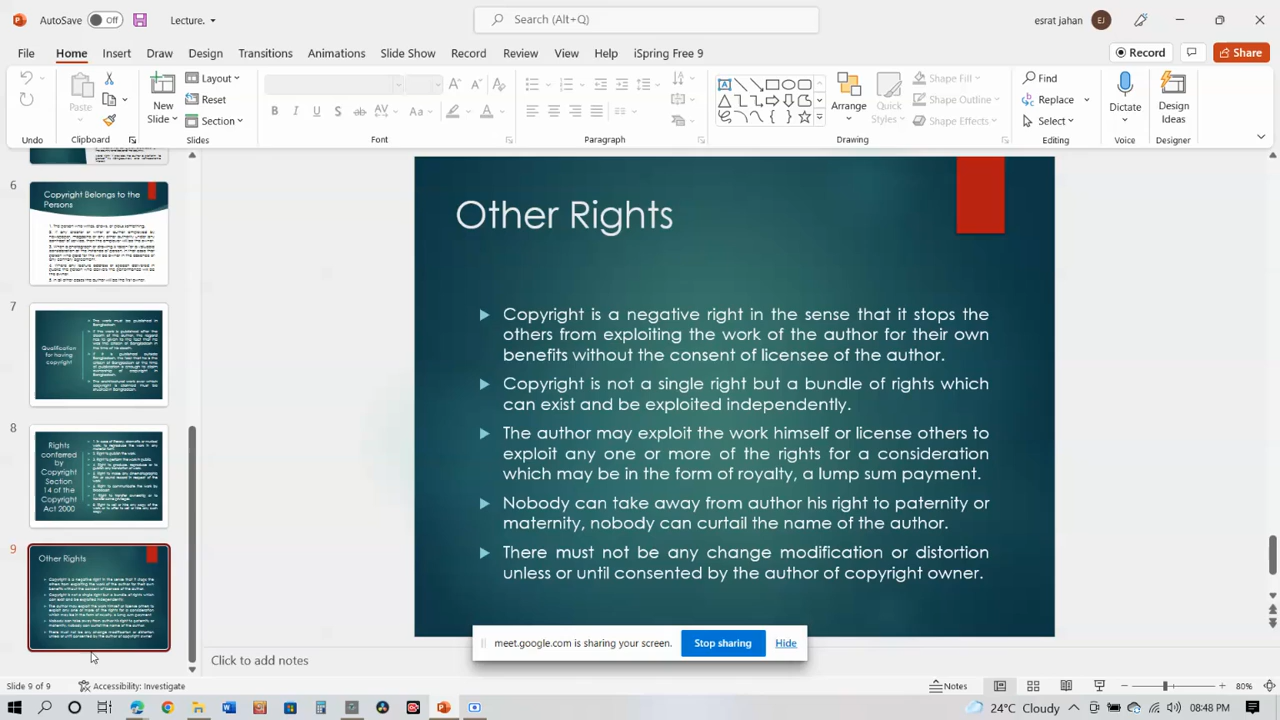 AutoSave Off Lecture. Search (Alt+Q) esrat jahan EJ
File Home Insert Draw Design Transitions Animations Slide Show Record Review View Help iSpring Free 9 Record Share
Layout Shape Fill Find
Paste New Slide Reset Arrange Quick Styles Shape Outline Replace Dictate Design Ideas
Section Shape Effects Select
Undo Clipboard Slides Font Paragraph Drawing Editing Voice Designer
6
Copyright Belongs to the
Persons
7
Qualification
for having
copyright
8
Rights
conferred
by
Copyright
Section
14 of the
Copyright
Act 2000
9
Other Rights
Other Rights
Copyright is a negative right in the sense that it stops the
others from exploiting the work of the author for their own
benefits without the consent of licensee of the author.
Copyright is not a single right but a bundle of rights which
can exist and be exploited independently.
The author may exploit the work himself or license others to
exploit any one or more of the rights for a consideration
which may be in the form of royalty, a lump sum payment.
Nobody can take away from author his right to paternity or
maternity, nobody can curtail the name of the author.
There must not be any change modification or distortion
unless or until consented by the author of copyright owner.
meet.google.com is sharing your screen. Stop sharing Hide
Click to add notes
Slide 9 of 9 Accessibility: Investigate Notes 80%
24°C Cloudy 08:48 PM